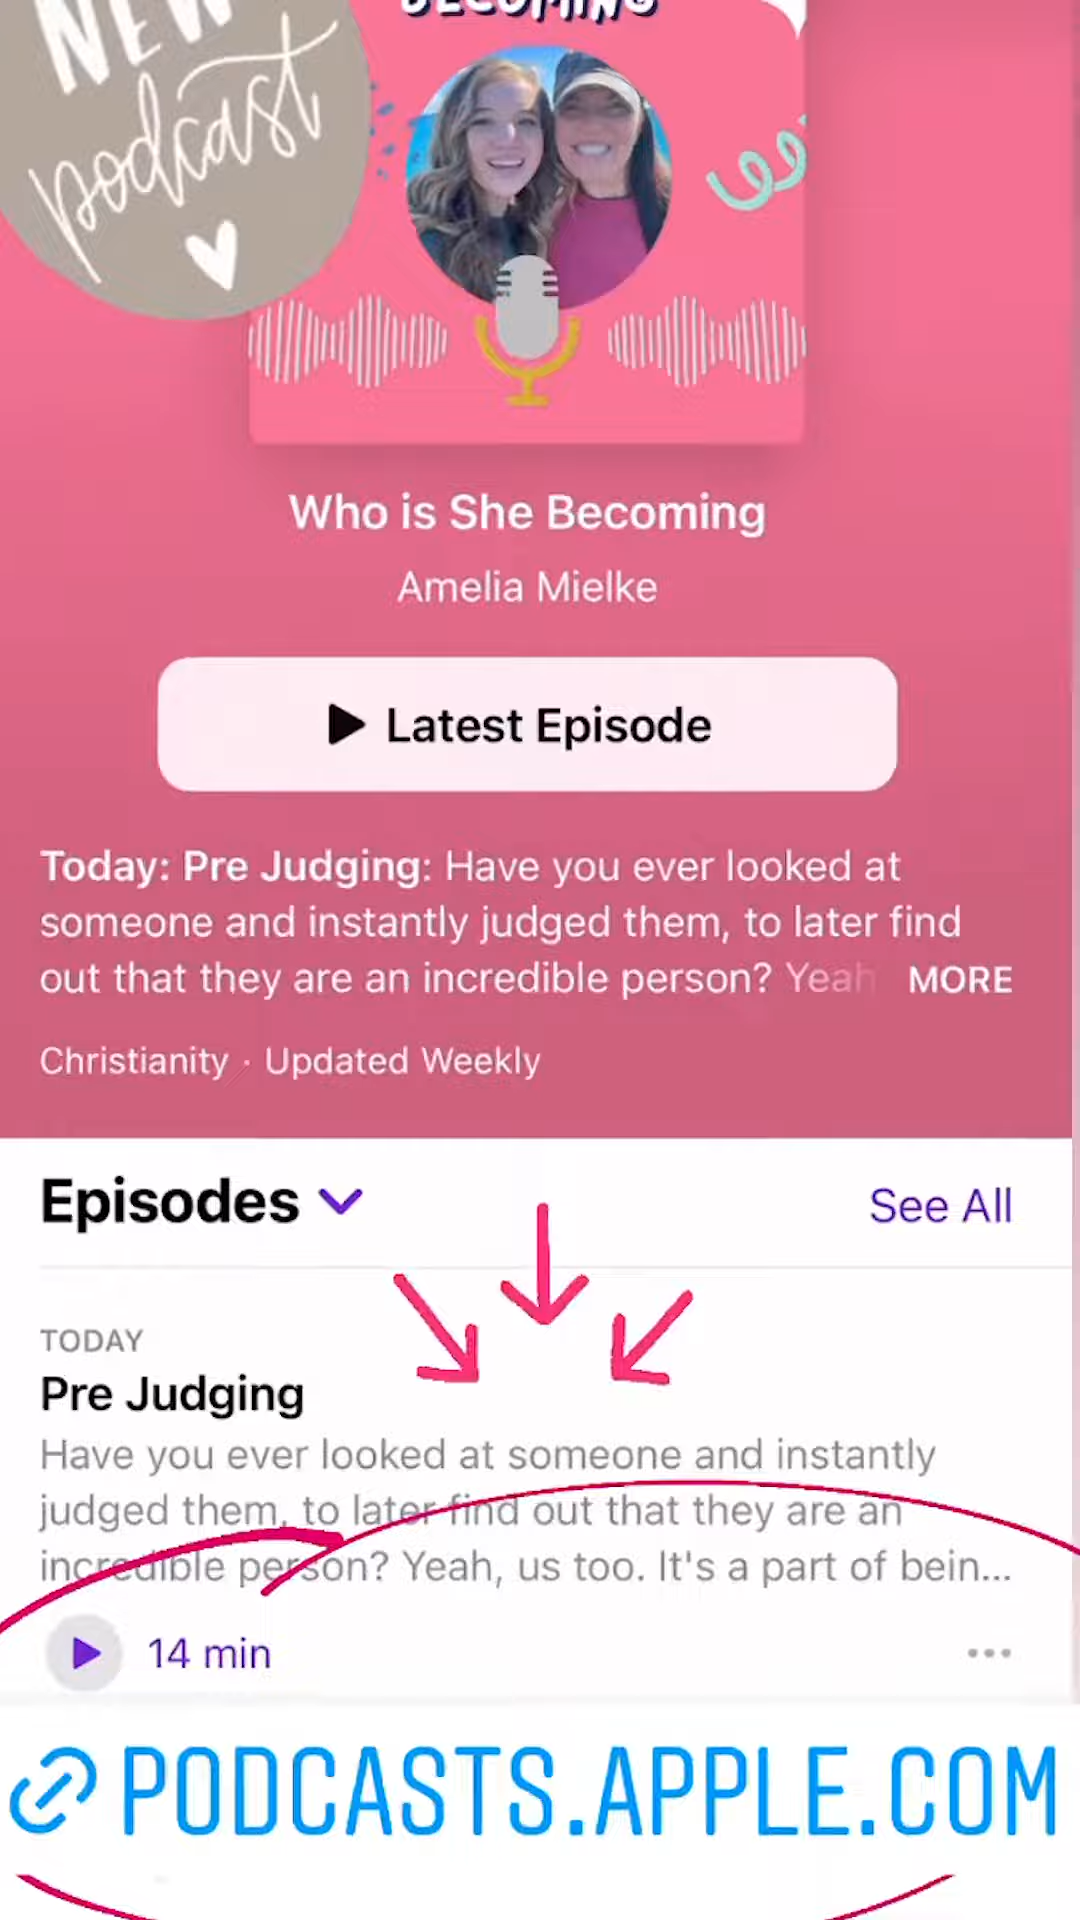 NEW
podcast
BECOMING
Who is She Becoming
Amelia Mielke
Latest Episode
Today: Pre Judging: Have you ever looked at
someone and instantly judged them, to later find
out that they are an incredible person? Yeah MORE
Christianity · Updated Weekly
Episodes See All
TODAY
Pre Judging
Have you ever looked at someone and instantly
judged them, to later find out that they are an
incredible person? Yeah, us too. It's a part of bein...
14 min
PODCASTS.APPLE.COM